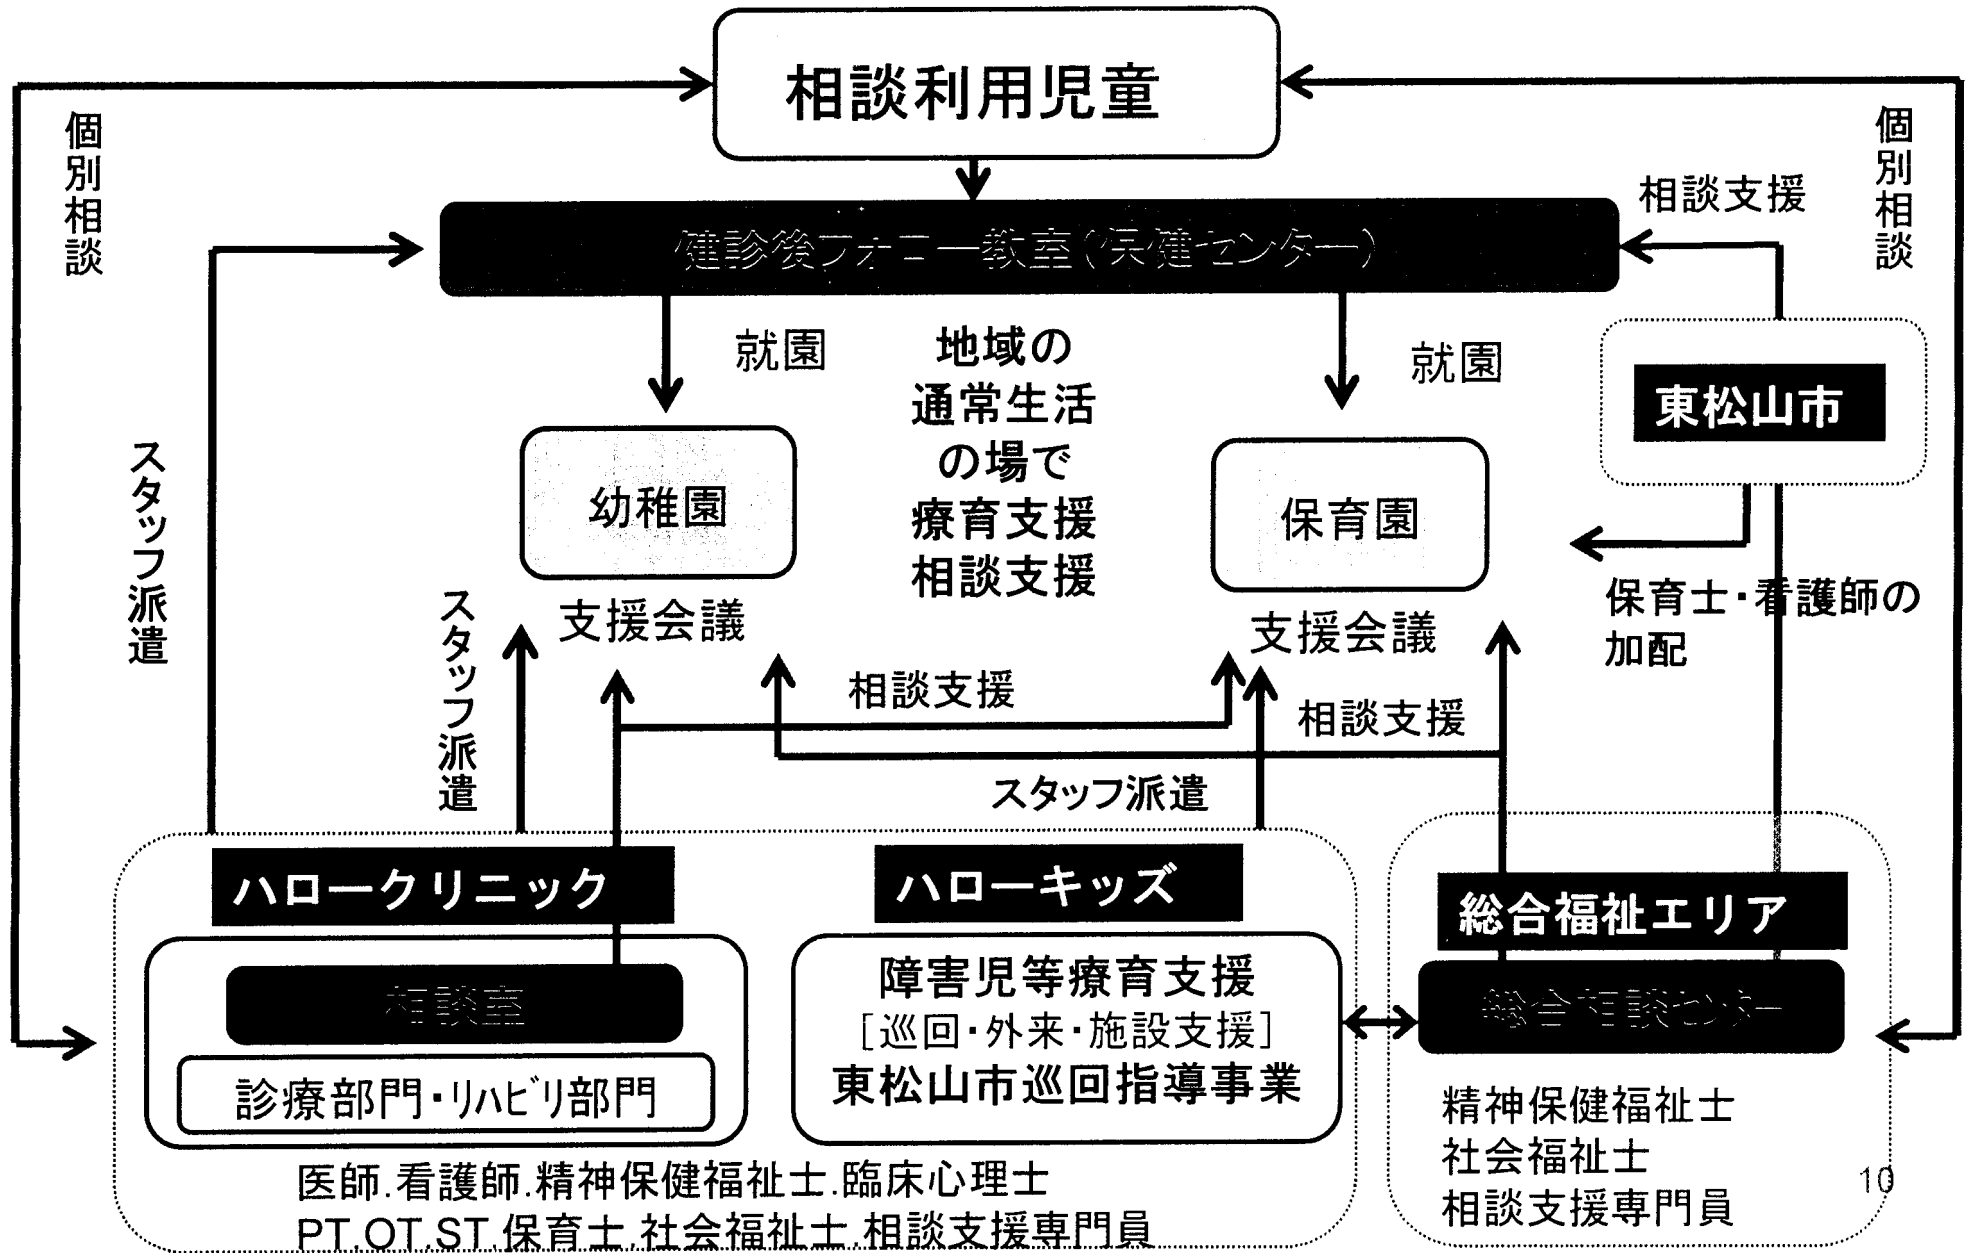 相談利用児童
個別相談
個別相談
相談支援
健診後フォロー教室(保健センター)
就園
地域の
通常生活
の場で
療育支援
相談支援
就園
東松山市
スタッフ派遣
幼稚園
保育園
保育士・看護師の
加配
支援会議
支援会議
スタッフ派遣
相談支援
相談支援
スタッフ派遣
ハロークリニック
ハローキッズ
総合福祉エリア
相談室
障害児等療育支援
[巡回・外来・施設支援]
東松山市巡回指導事業
総合相談センター
診療部門・リハビリ部門
精神保健福祉士
社会福祉士
相談支援専門員
医師.看護師.精神保健福祉士.臨床心理士
PT.OT.ST.保育士.社会福祉士.相談支援専門員
10